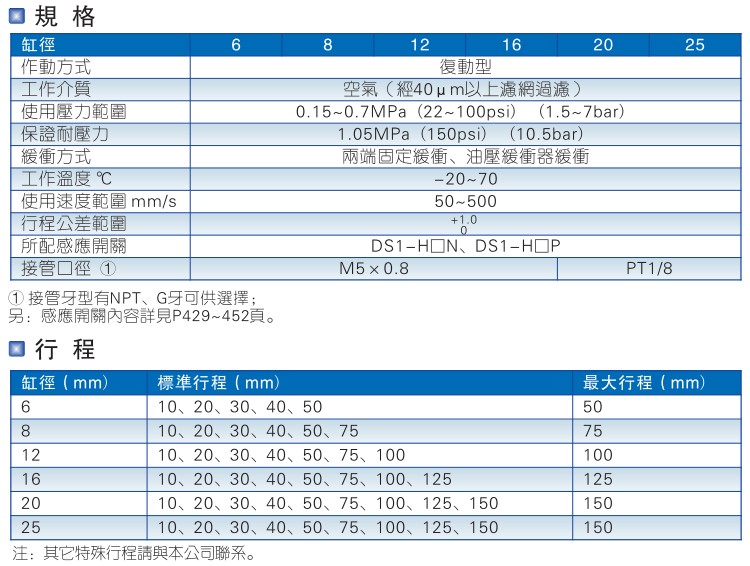 規 格
缸徑 6 8 12 16 20 25
作動方式 復動型
工作介質 空氣（經40μm以上濾網過濾）
使用壓力範圍 0.15~0.7MPa（22~100psi）（1.5~7bar）
保證耐壓力 1.05MPa（150psi）（10.5bar）
緩衝方式 兩端固定緩衝、油壓緩衝器緩衝
工作溫度 ℃ -20~70
使用速度範圍 mm/s 50~500
行程公差範圍 +1.0 0
所配感應開關 DS1-H□N、DS1-H□P
接管口徑 ① M5×0.8 PT1/8
① 接管牙型有NPT、G牙可供選擇；
另：感應開關內容詳見P429~452頁。
行 程
缸徑（mm） 標準行程（mm） 最大行程（mm）
6 10、20、30、40、50 50
8 10、20、30、40、50、75 75
12 10、20、30、40、50、75、100 100
16 10、20、30、40、50、75、100、125 125
20 10、20、30、40、50、75、100、125、150 150
25 10、20、30、40、50、75、100、125、150 150
注：其它特殊行程請與本公司聯系。